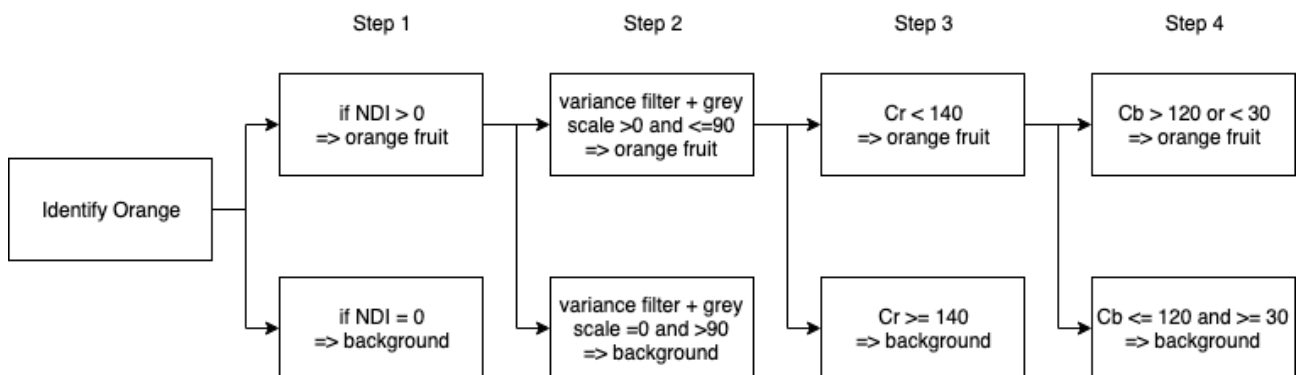 Step 1
Step 2
Step 3
Step 4
if NDI > 0
=> orange fruit
variance filter + grey
scale >0 and <=90
=> orange fruit
Cr < 140
=> orange fruit
Cb > 120 or < 30
=> orange fruit
Identify Orange
if NDI = 0
=> background
variance filter + grey
scale =0 and >90
=> background
Cr >= 140
=> background
Cb <= 120 and >= 30
=> background